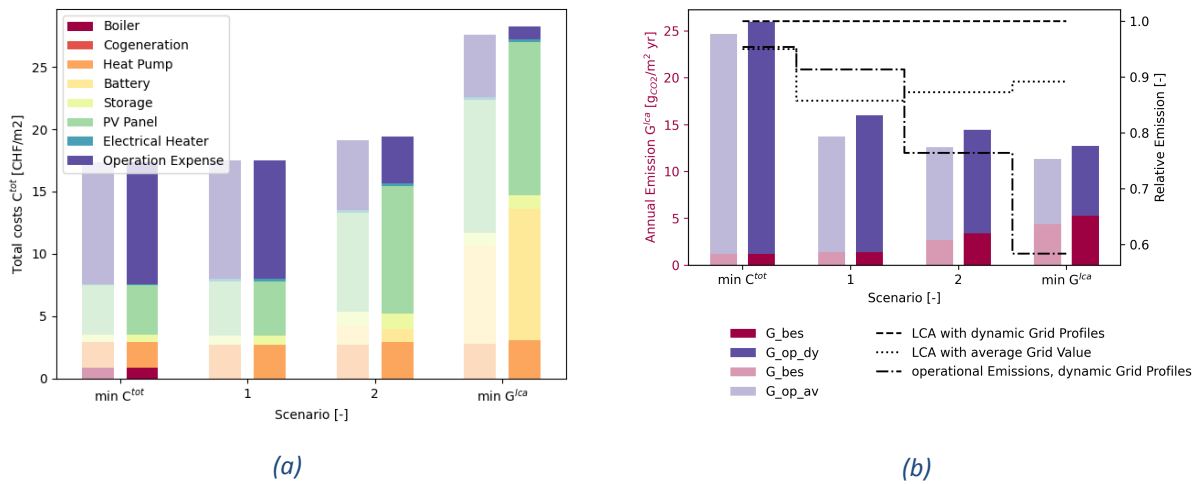 Boiler
Cogeneration
Heat Pump
Battery
Storage
PV Panel
Electrical Heater
Operation Expense
Total costs C^tot [CHF/m2]
25
20
15
10
5
0
min C^tot
1
2
min G^lca
Scenario [-]
(a)
Annual Emission G^lca [g_CO2/m² yr]
25
20
15
10
5
0
min C^tot
1
2
min G^lca
Scenario [-]
1.0
0.9
0.8
0.7
0.6
Relative Emission [-]
G_bes
G_op_dy
G_bes
G_op_av
LCA with dynamic Grid Profiles
LCA with average Grid Value
operational Emissions, dynamic Grid Profiles
(b)